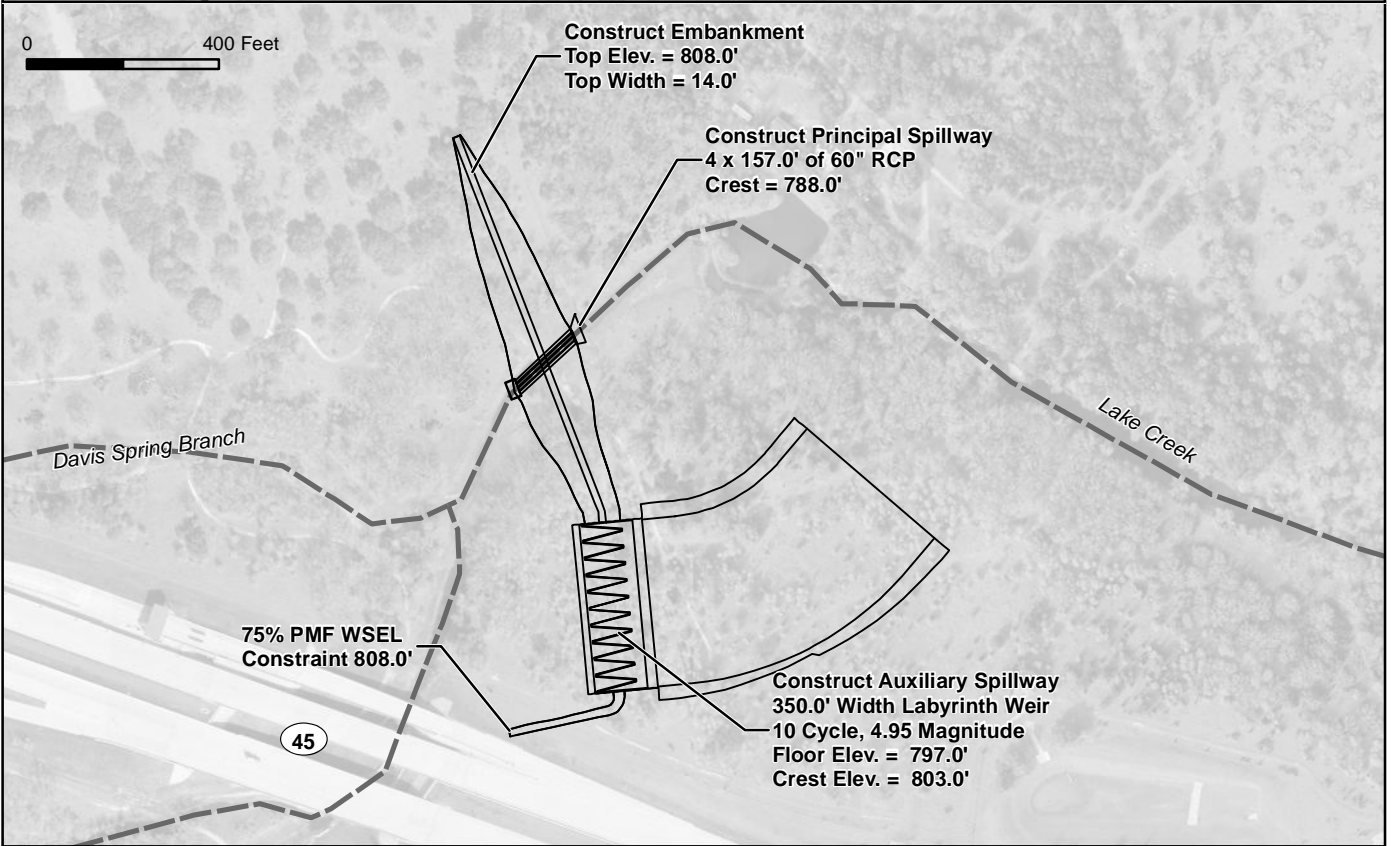 0 400 Feet
Construct Embankment
Top Elev. = 808.0'
Top Width = 14.0'
Construct Principal Spillway
4 x 157.0' of 60" RCP
Crest = 788.0'
Lake Creek
Davis Spring Branch
75% PMF WSEL
Constraint 808.0'
45
Construct Auxiliary Spillway
350.0' Width Labyrinth Weir
10 Cycle, 4.95 Magnitude
Floor Elev. =  797.0'
Crest Elev. = 803.0'